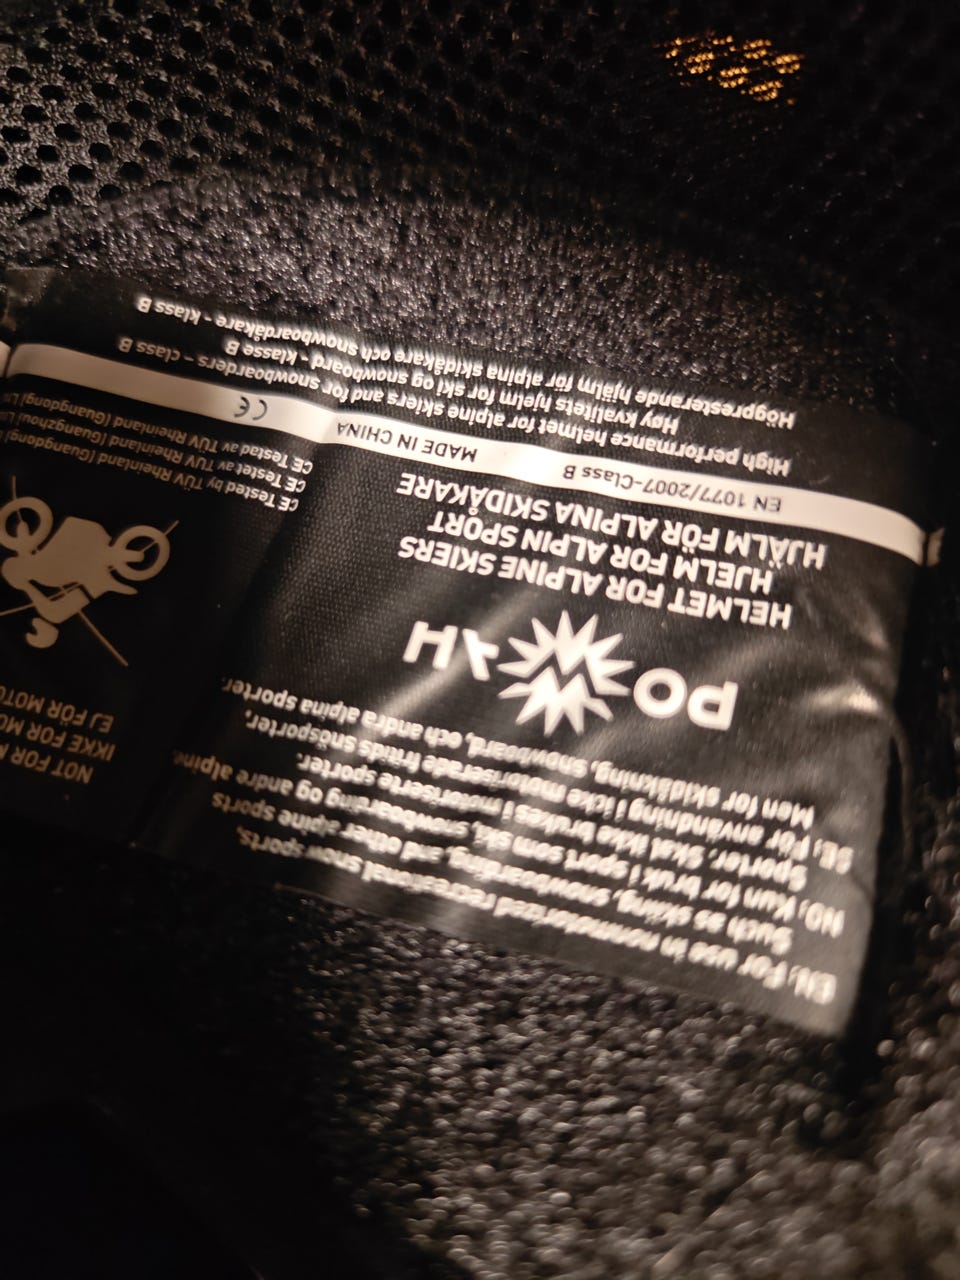 EN: For use in nonmotorized recreational snow sports,
Such as skiing, snowboarding, and other alpine sports
NO: Kun for bruk i sport som ski, snowboarding og andre alpine
Sporter. Skal ikke brukes i motoriserte sporter.
SE: För användning i icke motoriserade fritids snösporter.
Men för skidåkning, snowboard, och andra alpina sporter.
HELMET FOR ALPINE SKIERS
HJELM FOR ALPIN SPORT
HJÄLM FÖR ALPINA SKIDÅKARE
EN 1077/2007-Class B
MADE IN CHINA
High performance helmet for alpine skiers and for snowboarders – class B
Høy kvalitets hjelm for ski og snowboard - klasse B
Högpresterande hjälm för alpina skidåkare och snowboardåkare - klass B
NOT FOR
IKKE FOR
EJ FÖR
CE Tested by TÜV Rheinland (Guangdong)
CE Testet av TÜV Rheinland (Guangzhou)
CE Testad av TÜV Rheinland (Guangdong)
CE